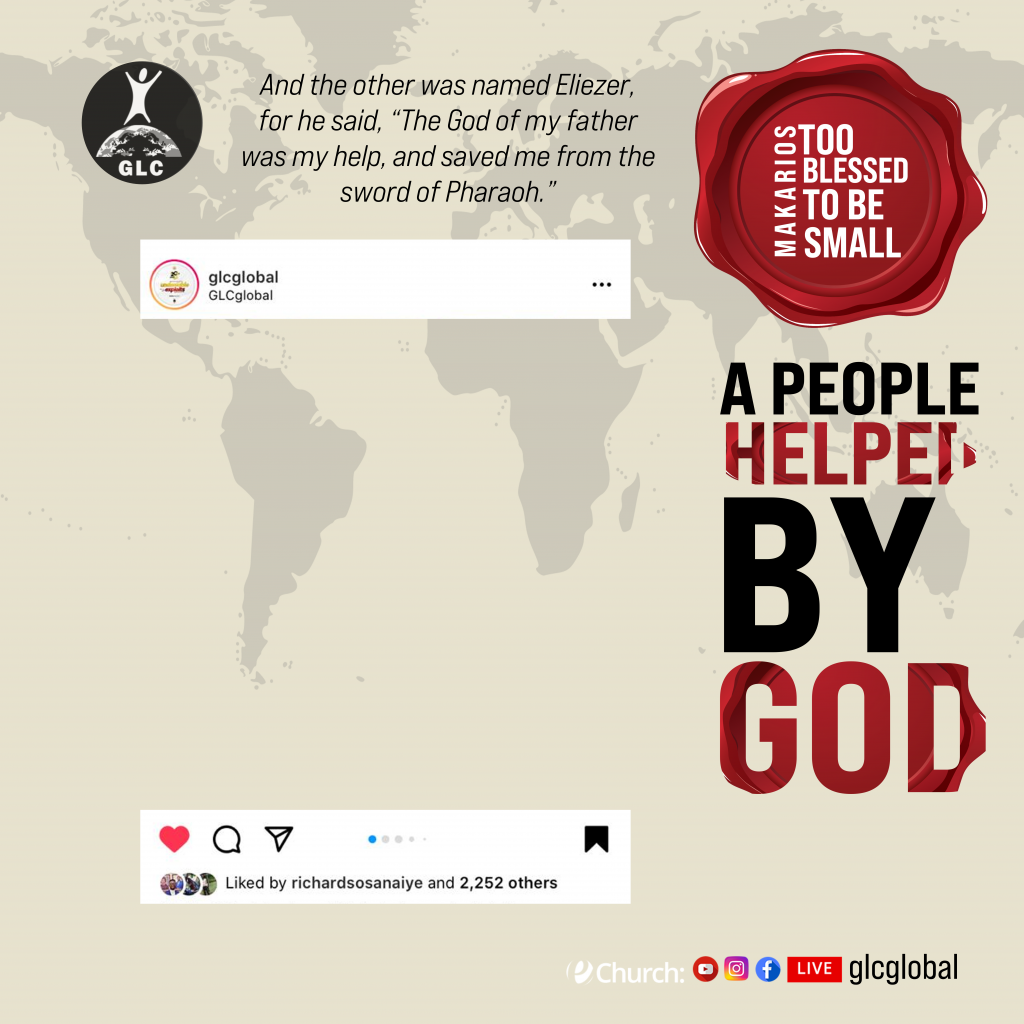 GLC
And the other was named Eliezer,
for he said, “The God of my father
was my help, and saved me from the
sword of Pharaoh.”
MAKARIOS
TOO
BLESSED
TO BE
SMALL
glcglobal
GLCglobal
A PEOPLE
HELPED
BY
GOD
Liked by richardsosanaiye and 2,252 others
eChurch: LIVE glcglobal